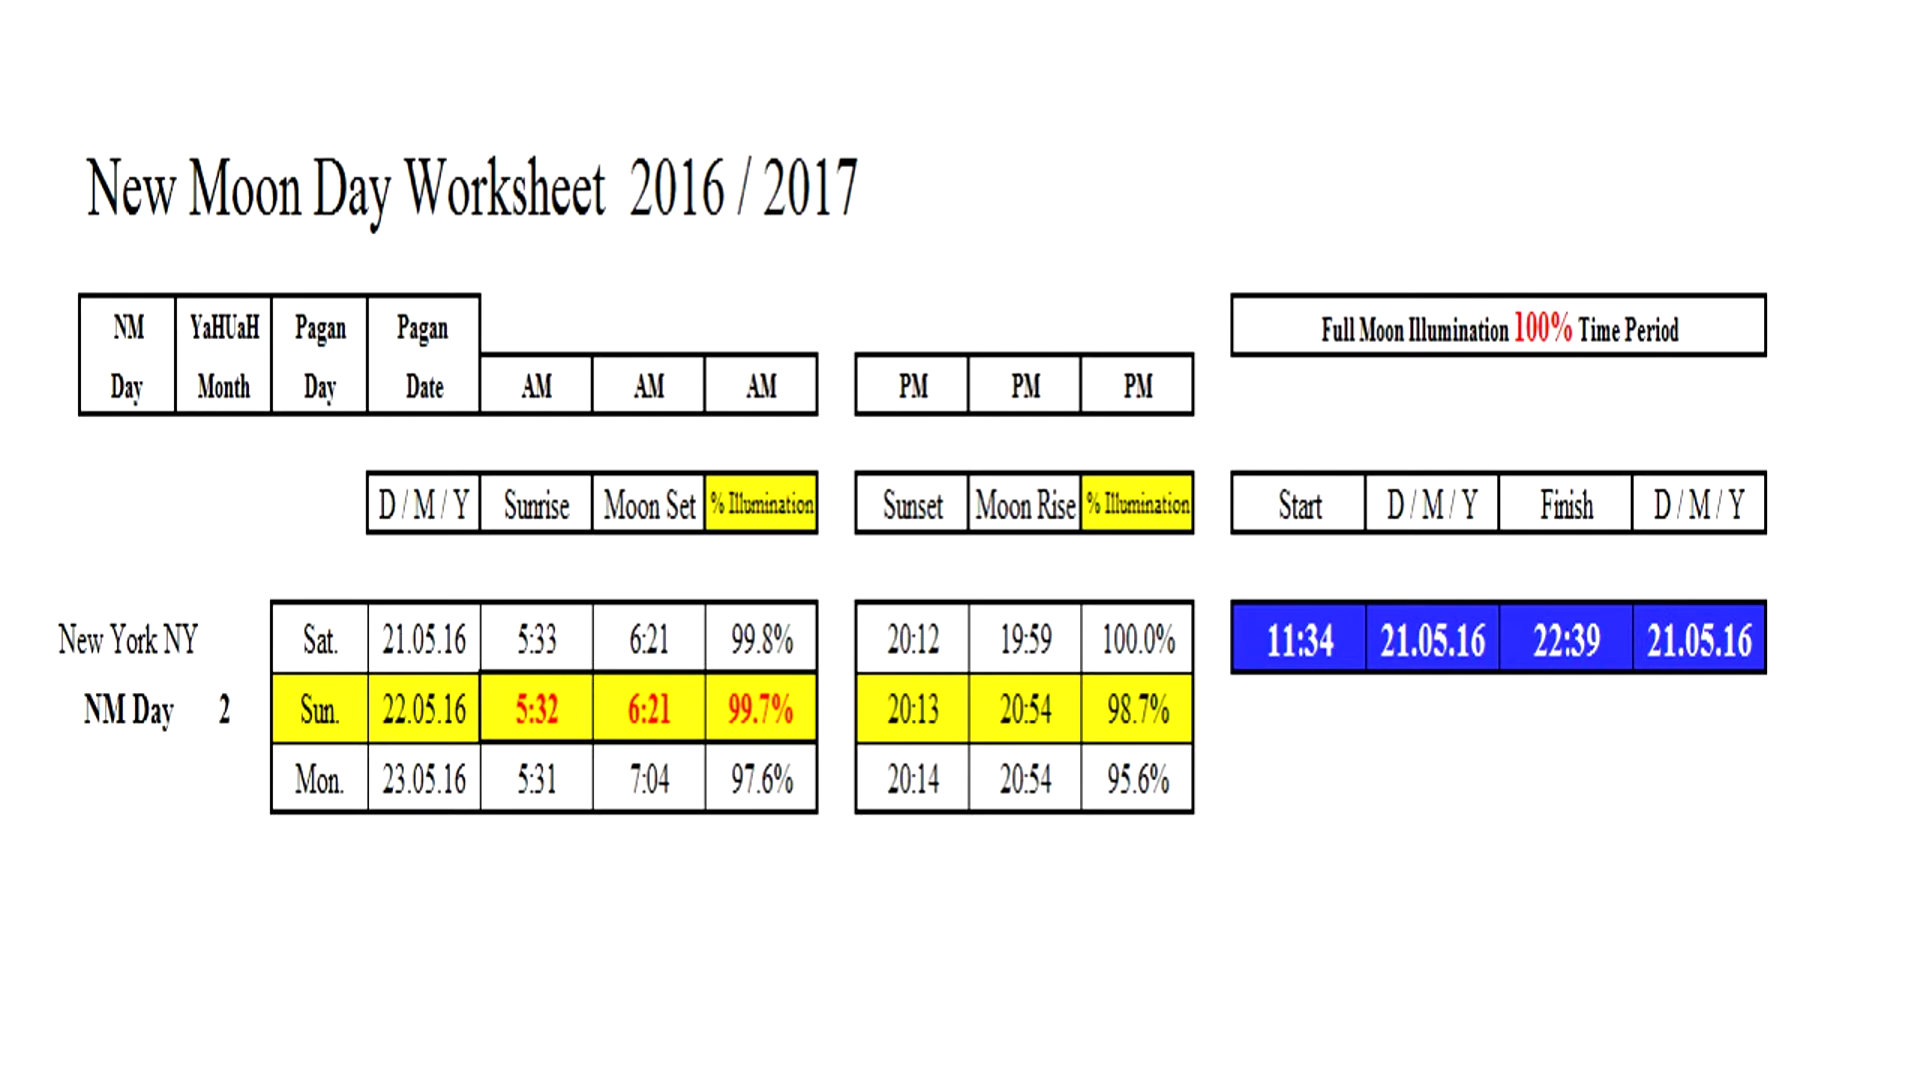 New Moon Day Worksheet 2016 / 2017
NM Day YaHUaH Month Pagan Day Pagan Date AM AM AM PM PM PM Full Moon Illumination 100% Time Period
D / M / Y Sunrise Moon Set % Illumination Sunset Moon Rise % Illumination Start D / M / Y Finish D / M / Y
New York NY Sat. 21.05.16 5:33 6:21 99.8% 20:12 19:59 100.0% 11:34 21.05.16 22:39 21.05.16
NM Day 2 Sun. 22.05.16 5:32 6:21 99.7% 20:13 20:54 98.7%
Mon. 23.05.16 5:31 7:04 97.6% 20:14 20:54 95.6%